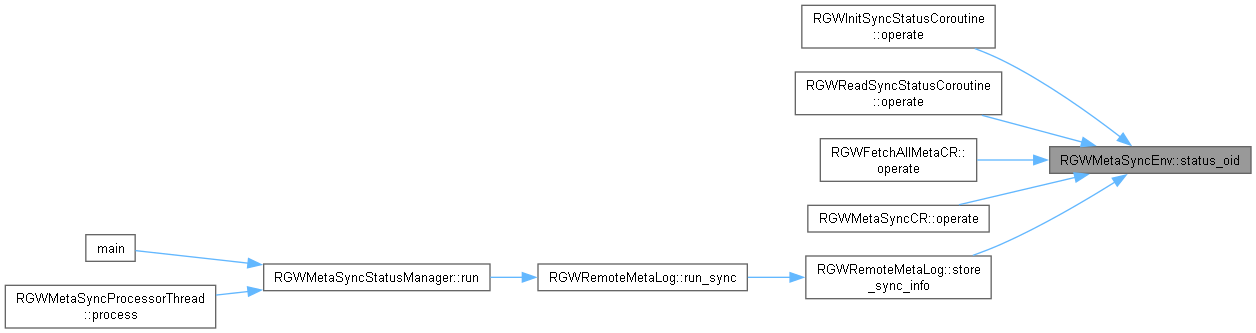 RGWInitSyncStatusCoroutine
::operate
RGWReadSyncStatusCoroutine
::operate
RGWFetchAllMetaCR::
operate
RGWMetaSyncEnv::status_oid
RGWMetaSyncCR::operate
main
RGWMetaSyncStatusManager::run
RGWRemoteMetaLog::run_sync
RGWRemoteMetaLog::store
_sync_info
RGWMetaSyncProcessorThread
::process